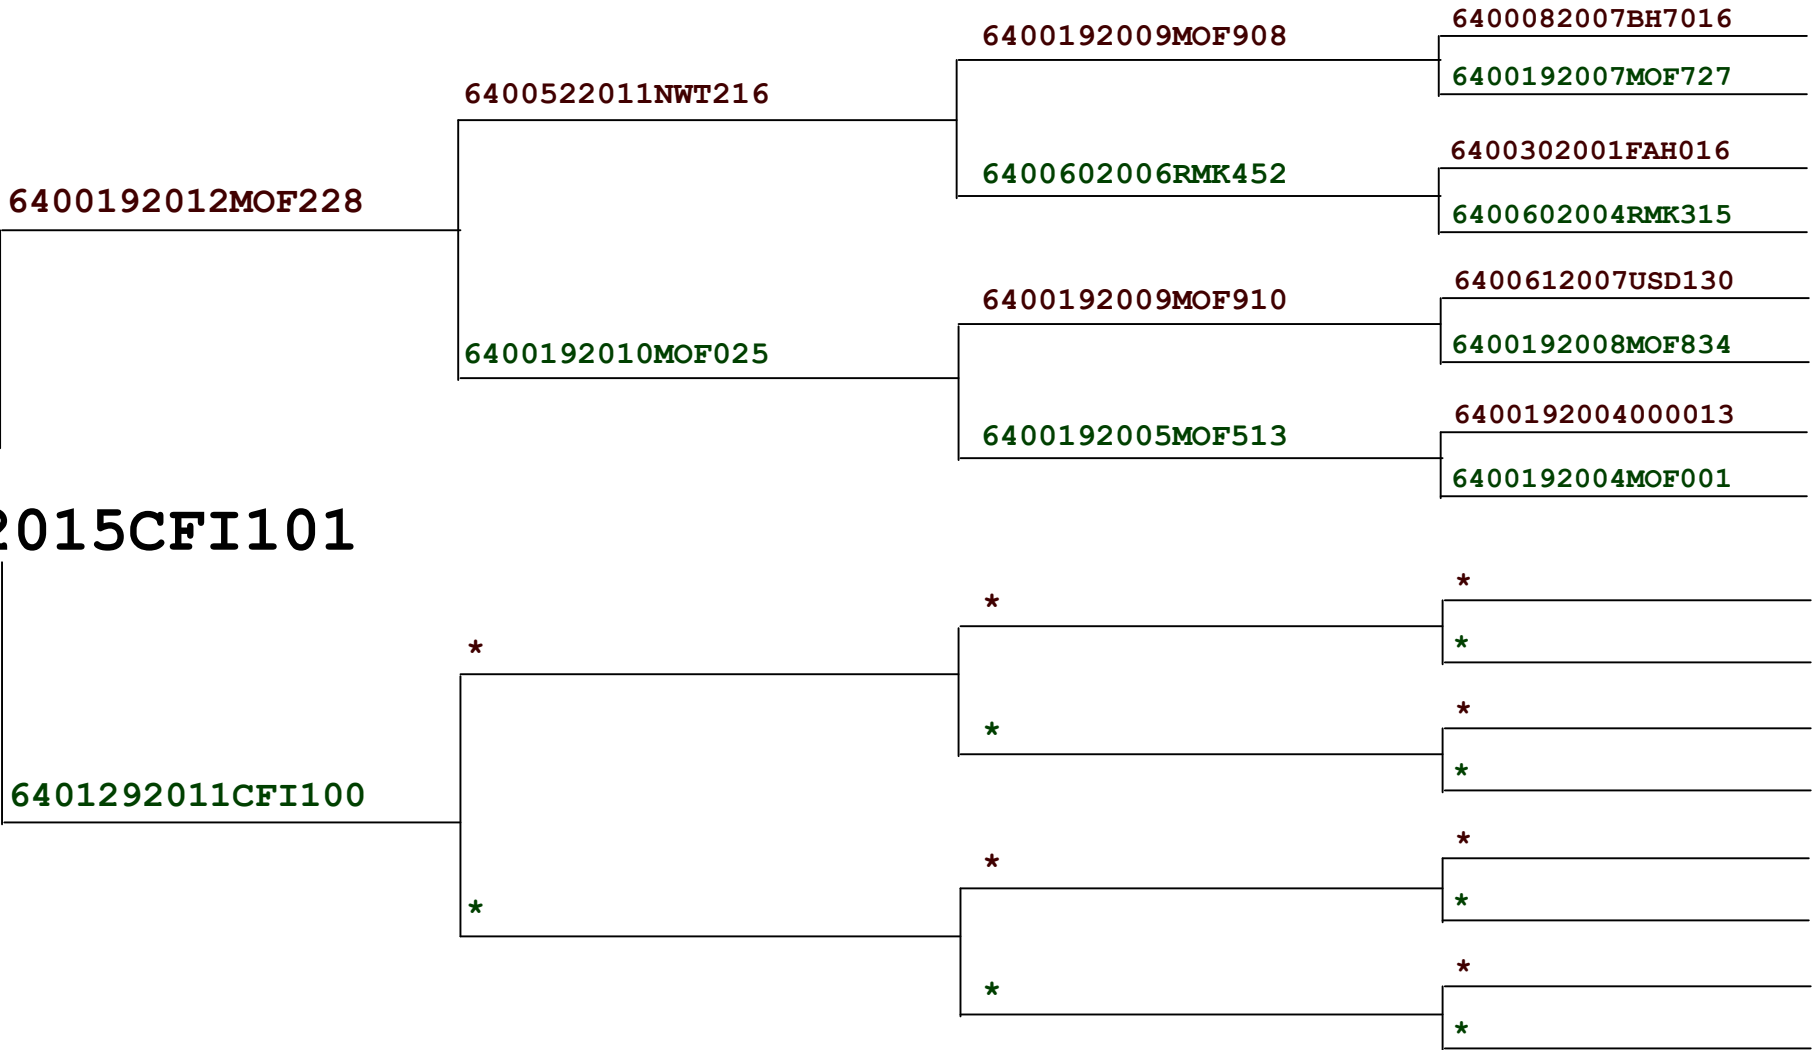 6400082007BH7016
6400192009MOF908
6400192007MOF727
6400522011NWT216
6400302001FAH016
6400602006RMK452
6400192012MOF228
6400602004RMK315
6400612007USD130
6400192009MOF910
6400192008MOF834
6400192010MOF025
6400192004000013
6400192005MOF513
6400192004MOF001
2015CFI101
*
*
*
*
*
*
*
6401292011CFI100
*
*
*
*
*
*
*